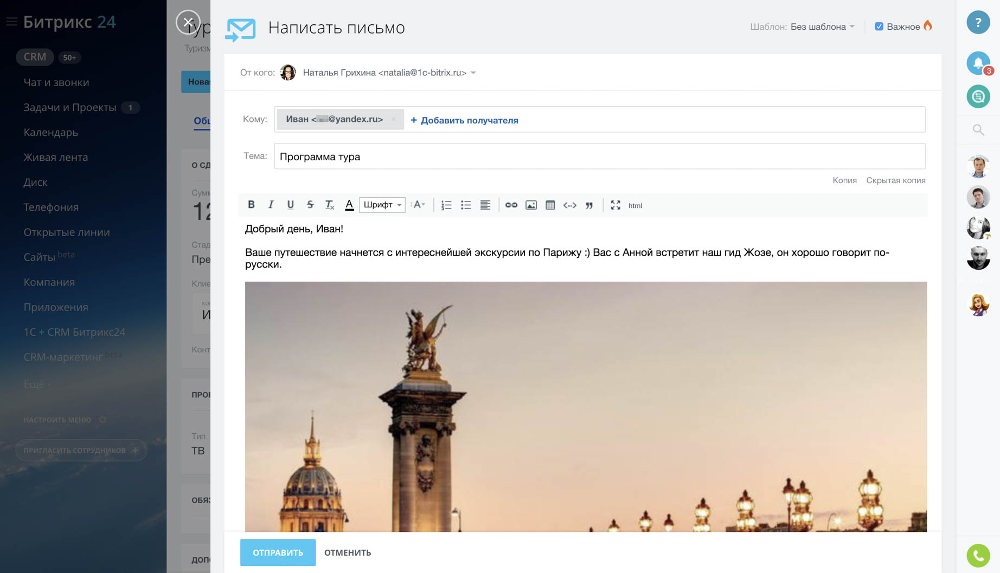 Битрикс 24
CRM 50+
Чат и звонки
Задачи и Проекты 1
Календарь
Живая лента
Диск
Телефония
Открытые линии
Сайты beta
Компания
Приложения
1С + CRM Битрикс24
CRM-маркетинг beta
Ещё
НАСТРОИТЬ МЕНЮ
ПРИГЛАСИТЬ СОТРУДНИКОВ +
Тур
Туризм
Новая
Общ
О СД
Сумм
12
Стад
Пре
Клие
ко
И
Конт
ПРОВ
Тип
ТВ
ОБЯЗ
ДОПО
Написать письмо
Шаблон: Без шаблона
Важное
От кого: Наталья Грихина <natalia@1c-bitrix.ru>
Кому: Иван < @yandex.ru> × + Добавить получателя
Тема: Программа тура
Копия Скрытая копия
B I U S Tx A Шрифт A html
Добрый день, Иван!
Ваше путешествие начнется с интереснейшей экскурсии по Парижу :) Вас с Анной встретит наш гид Жозе, он хорошо говорит по-
русски.
ОТПРАВИТЬ ОТМЕНИТЬ
?
3